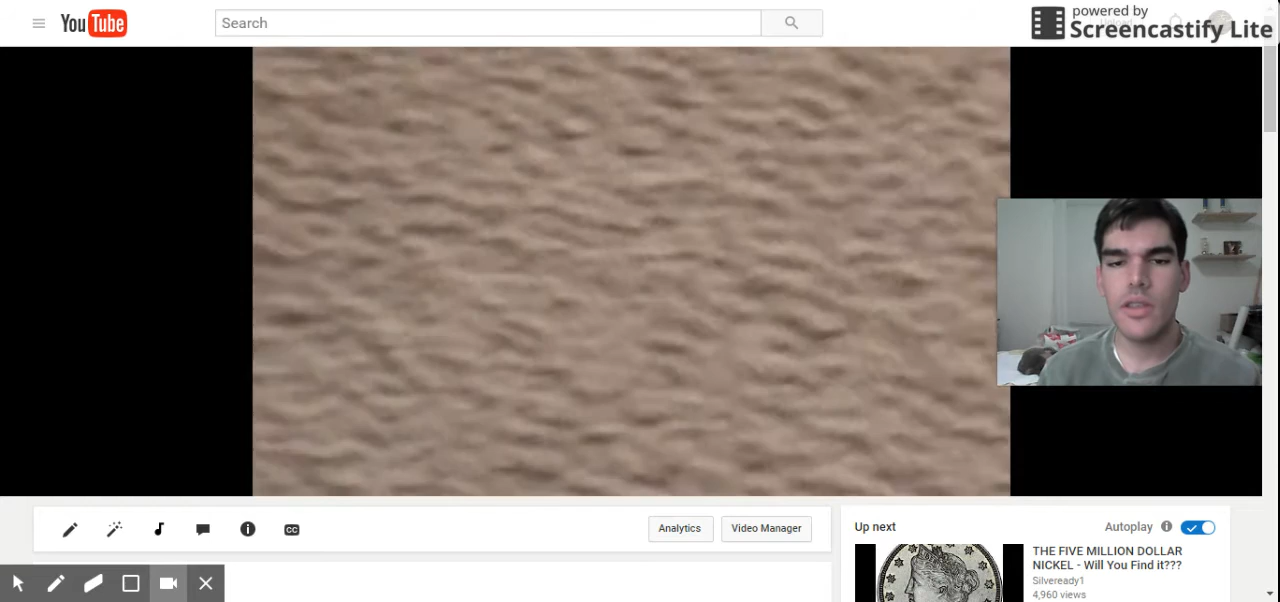 YouTube
Search
powered by
Screencastify Lite
Analytics
Video Manager
CC
Up next
Autoplay
THE FIVE MILLION DOLLAR
NICKEL - Will You Find it???
Silveready1
4,960 views